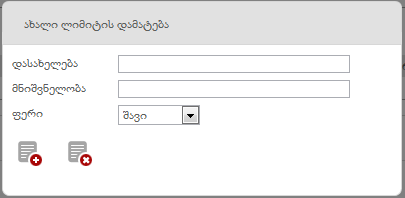 ახალი ლიმიტის დამატება
დასახელება
მნიშვნელობა
ფერი
შავი